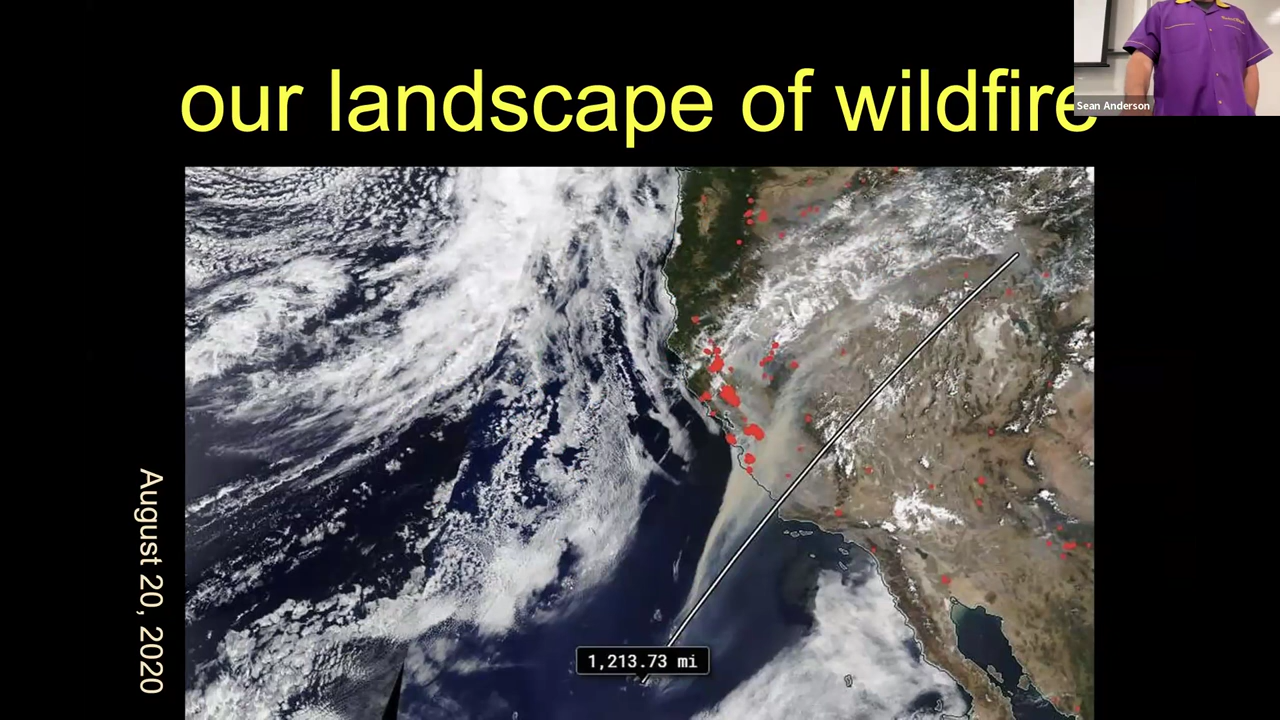 our landscape of wildfire
Sean Anderson
August 20, 2020
1,213.73 mi